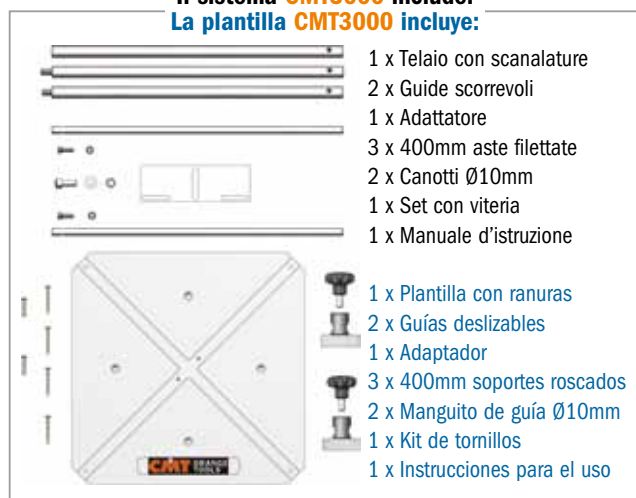 Il sistema CMT3000 include:
La plantilla CMT3000 incluye:
1 x Telaio con scanalature
2 x Guide scorrevoli
1 x Adattatore
3 x 400mm aste filettate
2 x Canotti Ø10mm
1 x Set con viteria
1 x Manuale d'istruzione
1 x Plantilla con ranuras
2 x Guías deslizables
1 x Adaptador
3 x 400mm soportes roscados
2 x Manguito de guía Ø10mm
1 x Kit de tornillos
1 x Instrucciones para el uso
CMT ORANGE
TOOLS